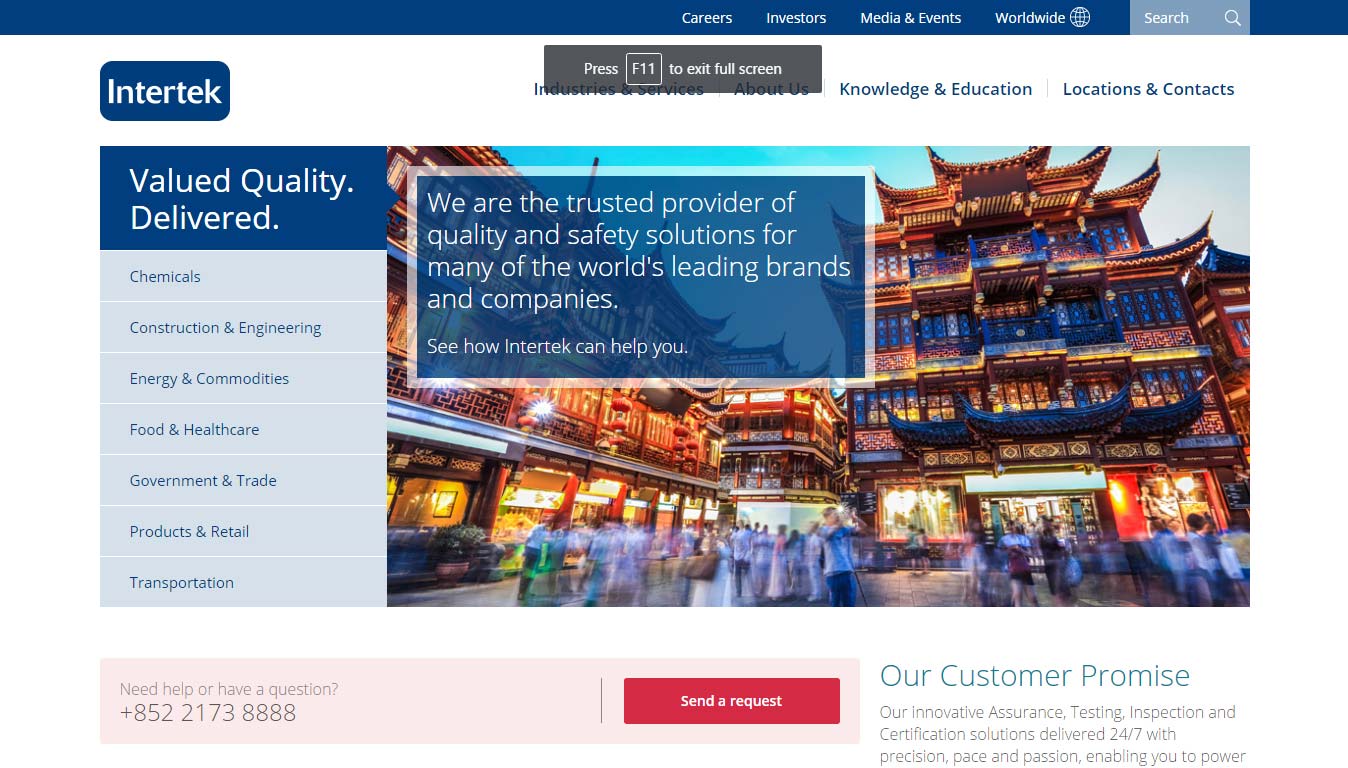 Careers Investors Media & Events Worldwide Search
Press F11 to exit full screen
Intertek
Industries & Services About Us Knowledge & Education Locations & Contacts
Valued Quality.
Delivered.
Chemicals
Construction & Engineering
Energy & Commodities
Food & Healthcare
Government & Trade
Products & Retail
Transportation
We are the trusted provider of
quality and safety solutions for
many of the world's leading brands
and companies.
See how Intertek can help you.
Need help or have a question?
+852 2173 8888
Send a request
Our Customer Promise
Our innovative Assurance, Testing, Inspection and
Certification solutions delivered 24/7 with
precision, pace and passion, enabling you to power